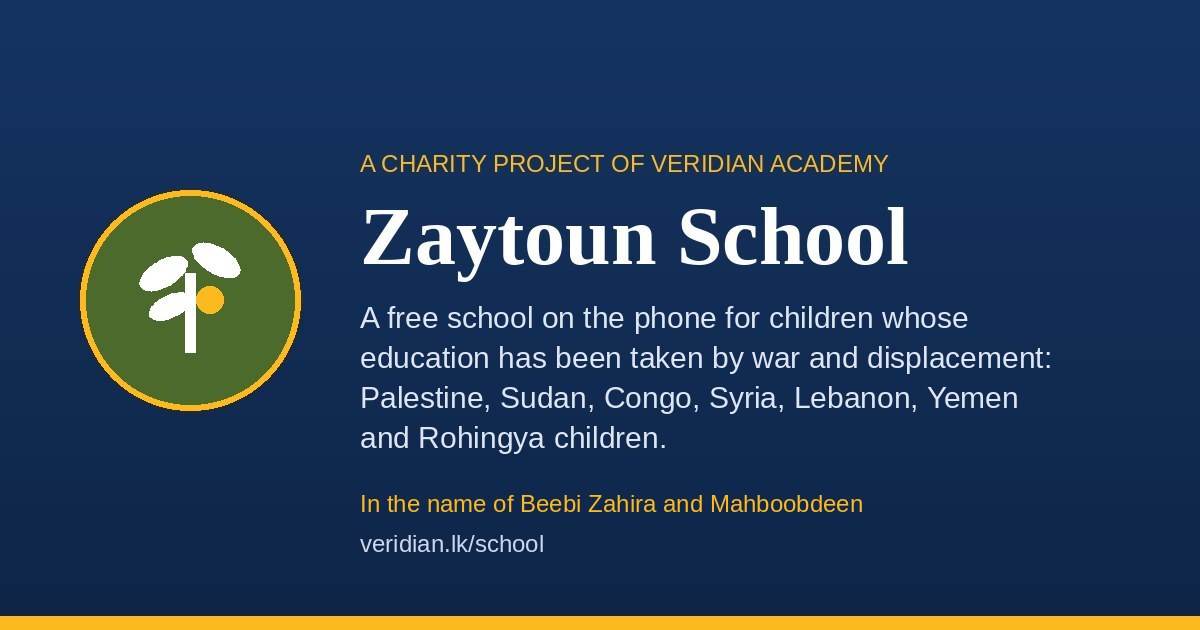 A CHARITY PROJECT OF VERIDIAN ACADEMY
Zaytoun School
A free school on the phone for children whose
education has been taken by war and displacement:
Palestine, Sudan, Congo, Syria, Lebanon, Yemen
and Rohingya children.
In the name of Beebi Zahira and Mahboobdeen
veridian.lk/school